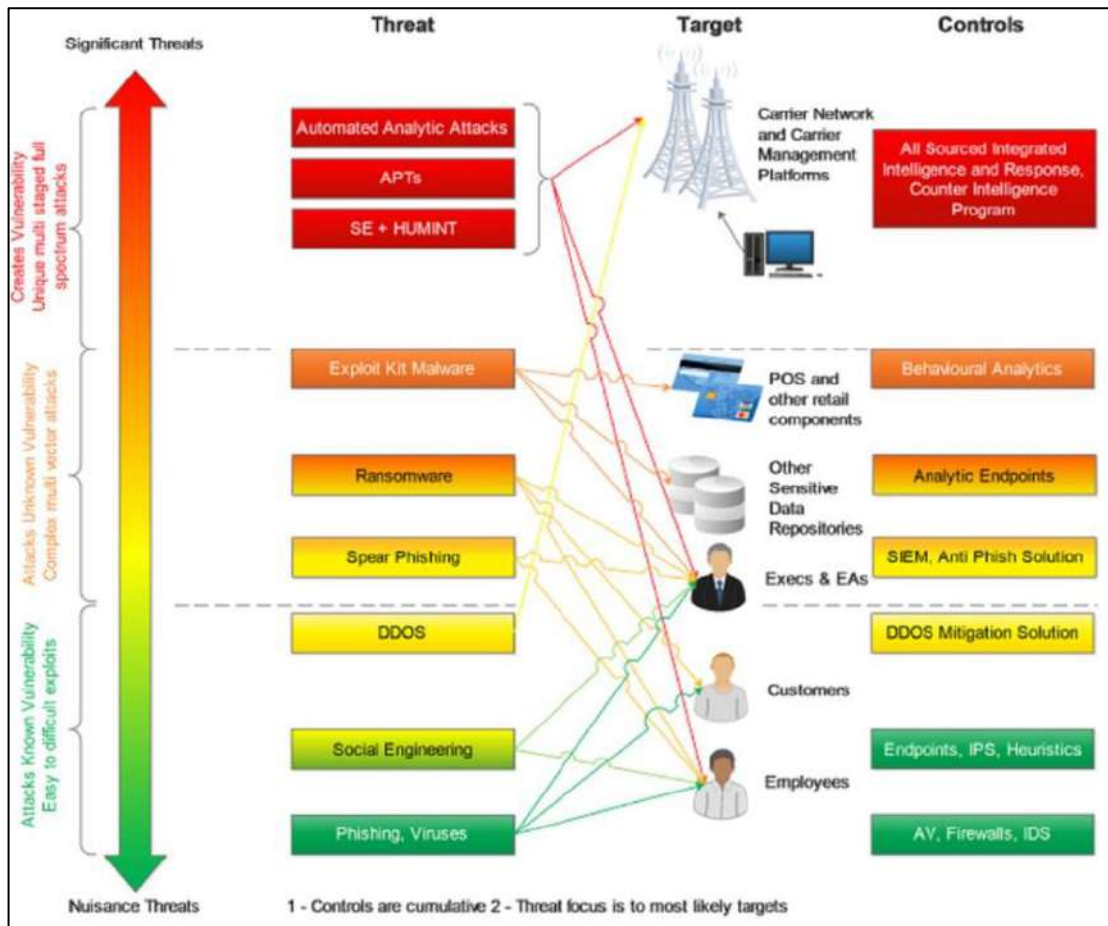 Threat
Target
Controls
Significant Threats
Creates Vulnerability
Unique multi staged full
spectrum attacks
Automated Analytic Attacks
APTs
SE + HUMINT
Carrier Network
and Carrier
Management
Platforms
All Sourced Integrated
Intelligence and Response,
Counter Intelligence
Program
Attacks Unknown Vulnerability
Complex multi vector attacks
Exploit Kit Malware
POS and
other retail
components
Behavioural Analytics
Ransomware
Other
Sensitive
Data
Repositories
Analytic Endpoints
Spear Phishing
Execs & EAs
SIEM, Anti Phish Solution
Attacks Known Vulnerability
Easy to difficult exploits
DDOS
DDOS Mitigation Solution
Customers
Social Engineering
Employees
Endpoints, IPS, Heuristics
Phishing, Viruses
AV, Firewalls, IDS
Nuisance Threats
1 - Controls are cumulative 2 - Threat focus is to most likely targets